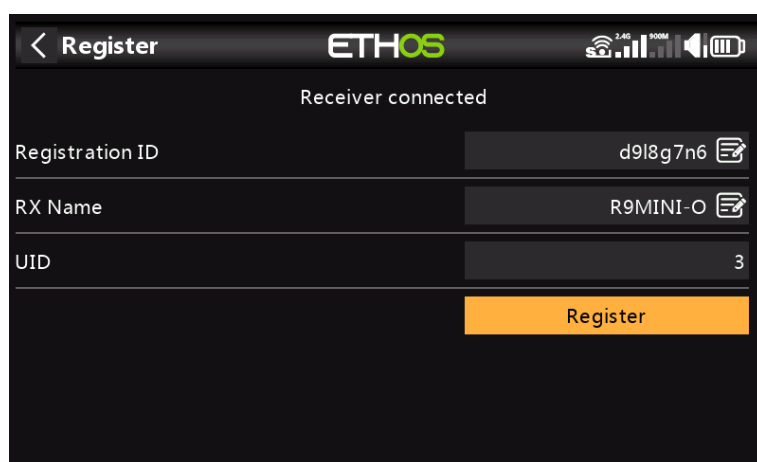 Register ETHOS 2.4G 900M
Receiver connected
Registration ID d9l8g7n6
RX Name R9MINI-O
UID 3
Register